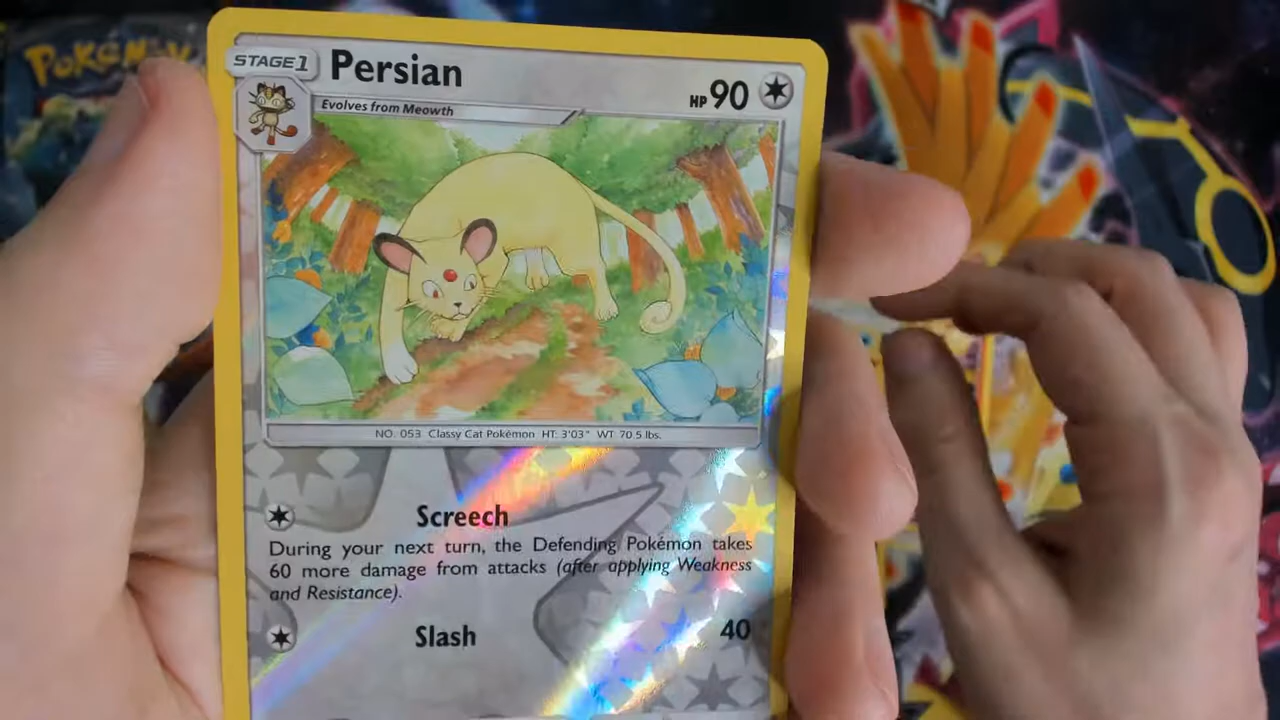 POKéMON
STAGE1
Persian
HP 90
Evolves from Meowth
NO. 053 Classy Cat Pokémon HT: 3'03" WT 70.5 lbs.
Screech
During your next turn, the Defending Pokémon takes
60 more damage from attacks (after applying Weakness
and Resistance).
Slash 40